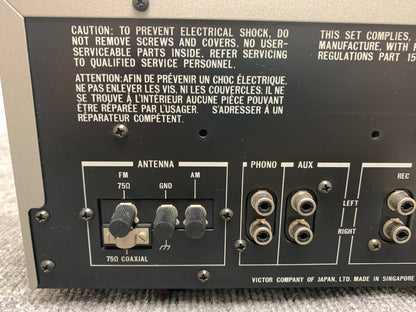 CAUTION: TO PREVENT ELECTRICAL SHOCK, DO
NOT REMOVE SCREWS AND COVERS. NO USER-
SERVICEABLE PARTS INSIDE. REFER SERVICING
TO QUALIFIED SERVICE PERSONNEL.
THIS SET COMPLIES,
MANUFACTURE, WITH
REGULATIONS PART 15
ATTENTION: AFIN DE PRÉVENIR UN CHOC ÉLECTRIQUE,
NE PAS ENLEVER LES VIS, NI LES COUVERCLES. IL NE
SE TROUVE À L'INTÉRIEUR AUCUNE PIÈCE POUVANT
ÊTRE RÉPARÉE PAR L'USAGER. S'ADRESSER À UN
RÉPARATEUR COMPÉTENT.
ANTENNA
FM
75Ω
GND
AM
75Ω COAXIAL
PHONO
AUX
LEFT
RIGHT
REC
VICTOR COMPANY OF JAPAN, LTD. MADE IN SINGAPORE